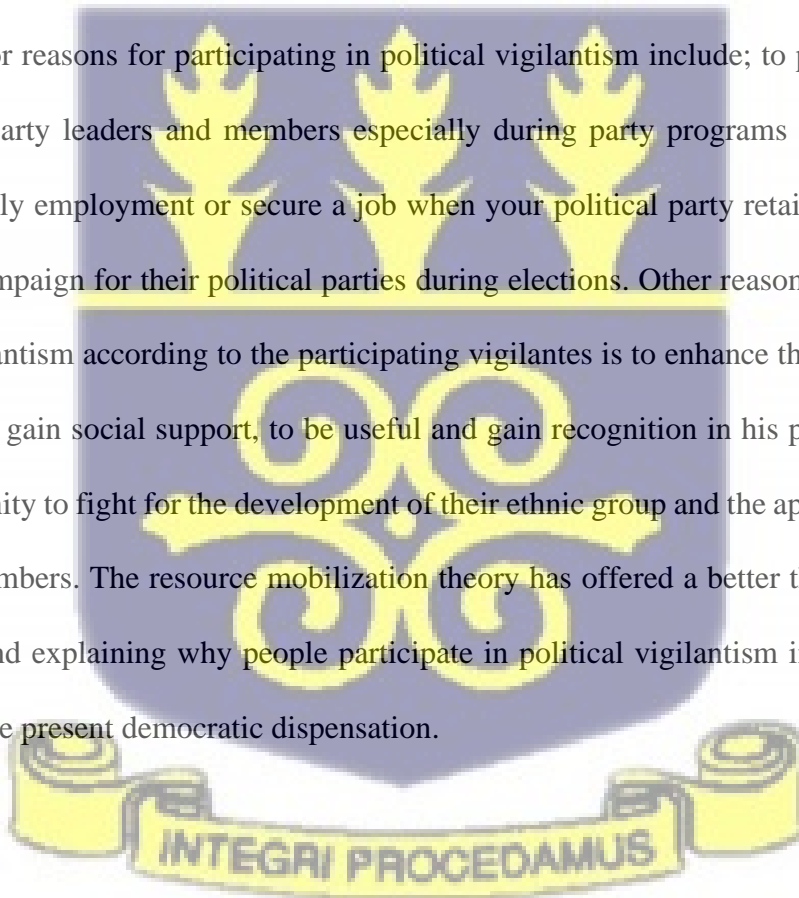 or reasons for participating in political vigilantism include; to p
arty leaders and members especially during party programs
ly employment or secure a job when your political party retai
mpaign for their political parties during elections. Other reason
antism according to the participating vigilantes is to enhance th
gain social support, to be useful and gain recognition in his p
nity to fight for the development of their ethnic group and the ap
mbers. The resource mobilization theory has offered a better t
nd explaining why people participate in political vigilantism i
e present democratic dispensation.
INTEGRI PROCEDAMUS